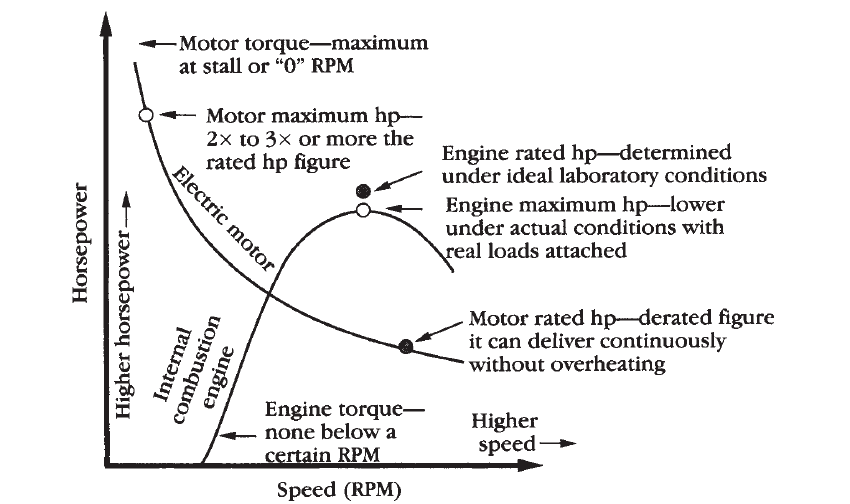 Motor torque—maximum
at stall or “0” RPM
Motor maximum hp—
2× to 3× or more the
rated hp figure
Engine rated hp—determined
under ideal laboratory conditions
Engine maximum hp—lower
under actual conditions with
real loads attached
Electric motor
Horsepower
Higher horsepower
Internal
combustion
engine
Motor rated hp—derated figure
it can deliver continuously
without overheating
Engine torque—
none below a
certain RPM
Higher
speed
Speed (RPM)